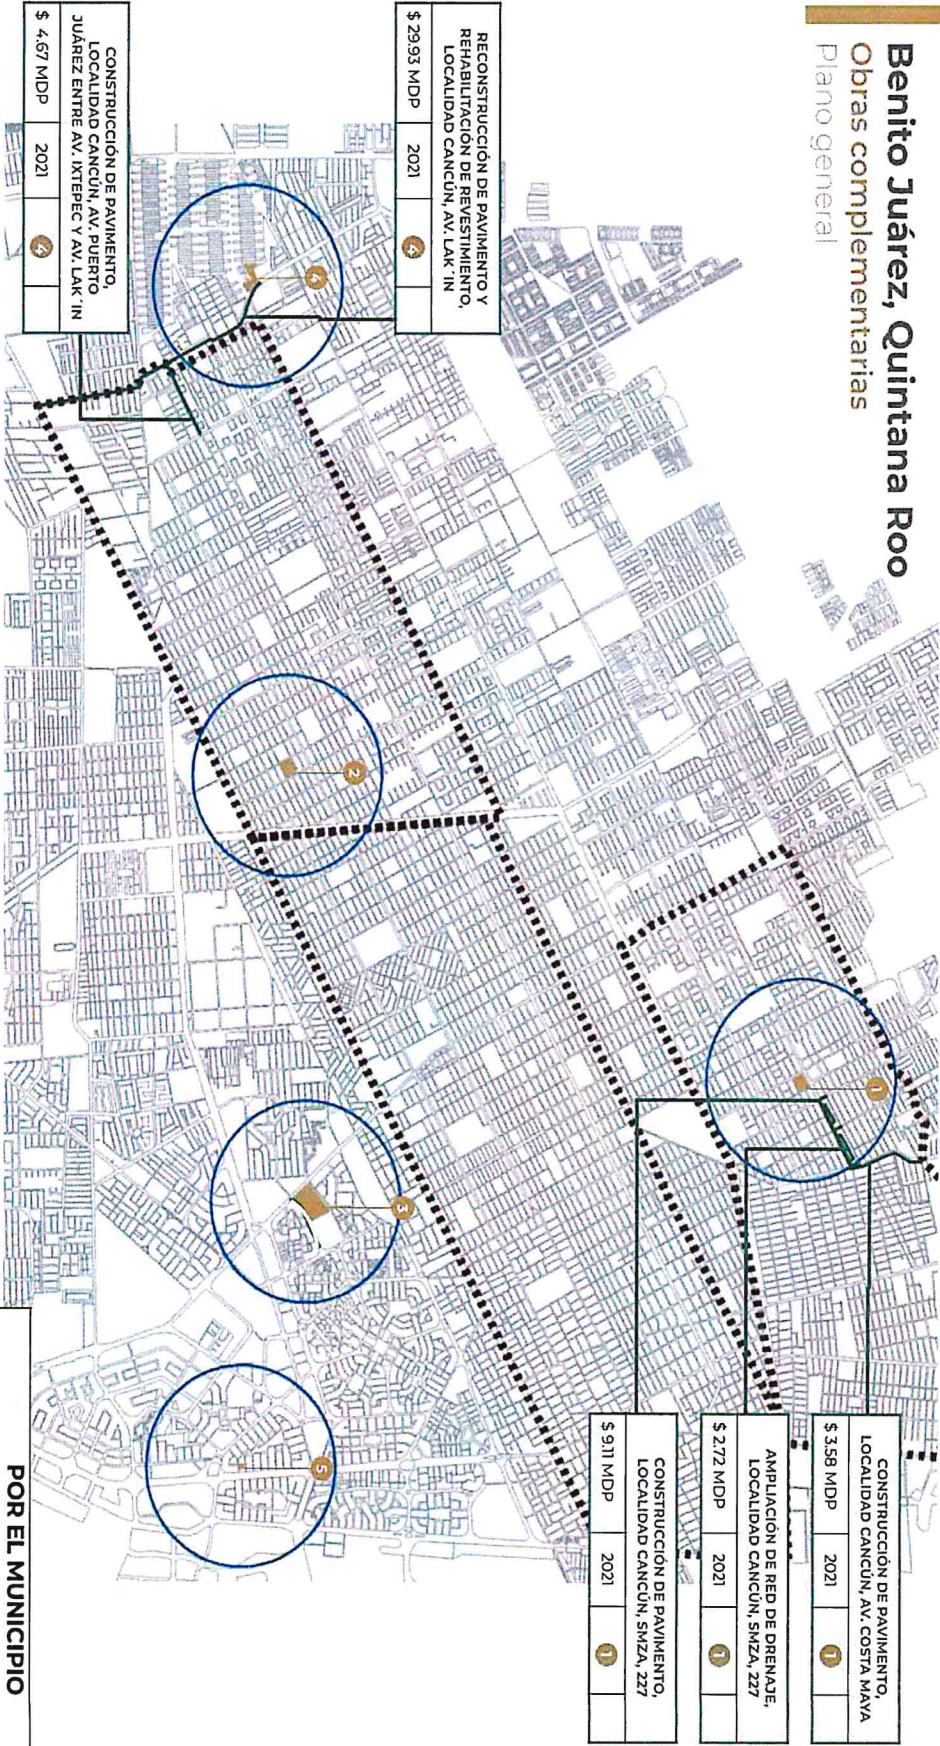 Benito Juárez, Quintana Roo
Obras complementarias
Plano general
RECONSTRUCCIÓN DE PAVIMENTO Y
REHABILITACIÓN DE REVESTIMIENTO,
LOCALIDAD CANCÚN, AV. LAK´IN
$ 29.93 MDP 2021 4
CONSTRUCCIÓN DE PAVIMENTO,
LOCALIDAD CANCÚN, AV. PUERTO
JUÁREZ ENTRE AV. IXTEPEC Y AV. LAK´IN
$ 4.67 MDP 2021 4
4
2
1
3
5
CONSTRUCCIÓN DE PAVIMENTO,
LOCALIDAD CANCÚN, AV. COSTA MAYA
$ 3.58 MDP 2021 1
AMPLIACIÓN DE RED DE DRENAJE,
LOCALIDAD CANCÚN, SMZA, 227
$ 2.72 MDP 2021 1
CONSTRUCCIÓN DE PAVIMENTO,
LOCALIDAD CANCÚN, SMZA, 227
$ 9.11 MDP 2021 1
POR EL MUNICIPIO